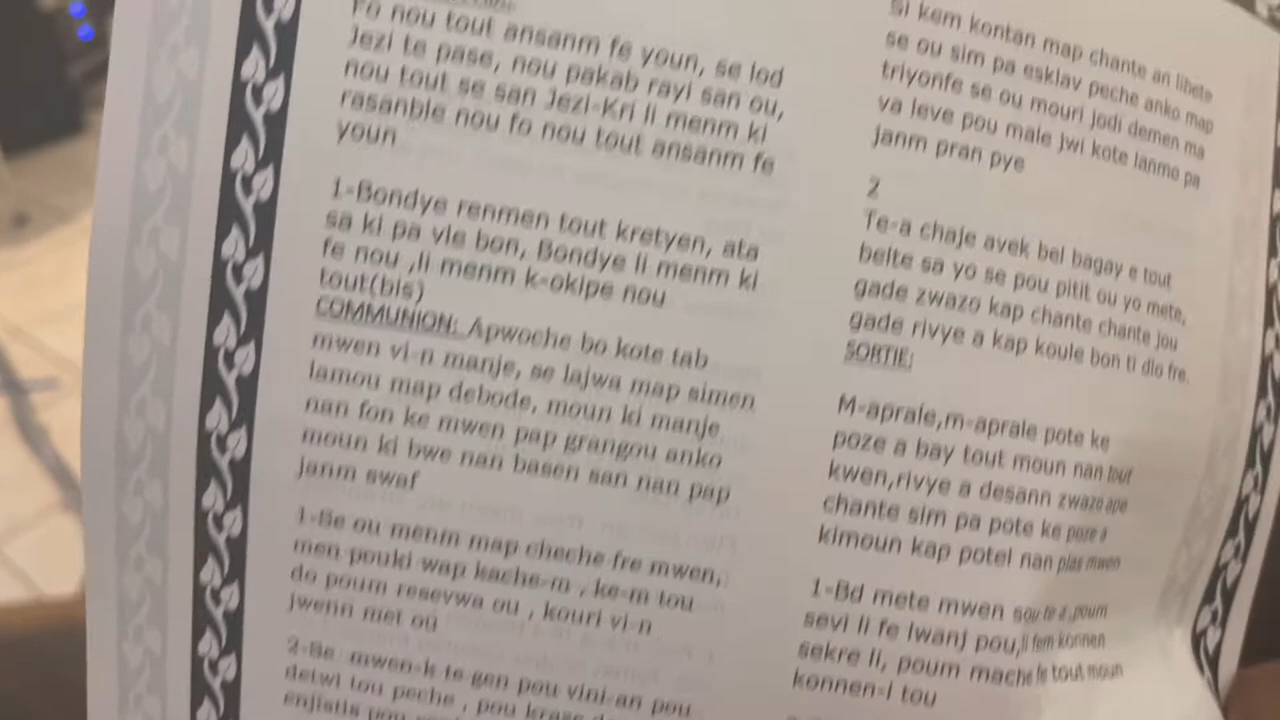 Fo nou tout ansanm fe youn, se lod
Jezi te pase, nou pakab rayi san ou,
nou tout se san Jezi-Kri li menm ki
rasanble nou fo nou tout ansanm fe
youn
1-Bondye renmen tout kretyen, ata
sa ki pa vle bon, Bondye li menm ki
fe nou ,li menm k-okipe nou
tout(bis)
COMMUNION: Apwoche bo kote tab
mwen vi-n manje, se lajwa map simen
lamou map debode, moun ki manje
nan fon ke mwen pap grangou anko
moun ki bwe nan basen san nan pap
janm swaf
1-Be ou menm map cheche fre mwen,
men pouki wap kache-m , ke-m tou
do poum resevwa ou , kouri vi-n
jwenn met ou
2-Se mwen-k te gen pou vini-an pou
detwi tou peche , pou krase
enjistis pou
Si kem kontan map chante an libete
se ou sim pa esklav peche anko map
triyonfe se ou mouri jodi demen ma
va leve pou male jwi kote lanmo pa
janm pran pye
2
Te-a chaje avek bel bagay e tout
belte sa yo se pou pitit ou yo mete,
gade zwazo kap chante chante jou
gade rivye a kap koule bon ti dlo fre.
SORTIE:
M-aprale,m-aprale pote ke
poze a bay tout moun nan tout
kwen,rivye a desann zwazo ape
chante sim pa pote ke poze a
kimoun kap potel nan plas mwen
1-Bd mete mwen sou te a ,poum
sevi li fe lwanj pou,li fem konnen
sekre li, poum mache fe tout moun
konnen-l tou